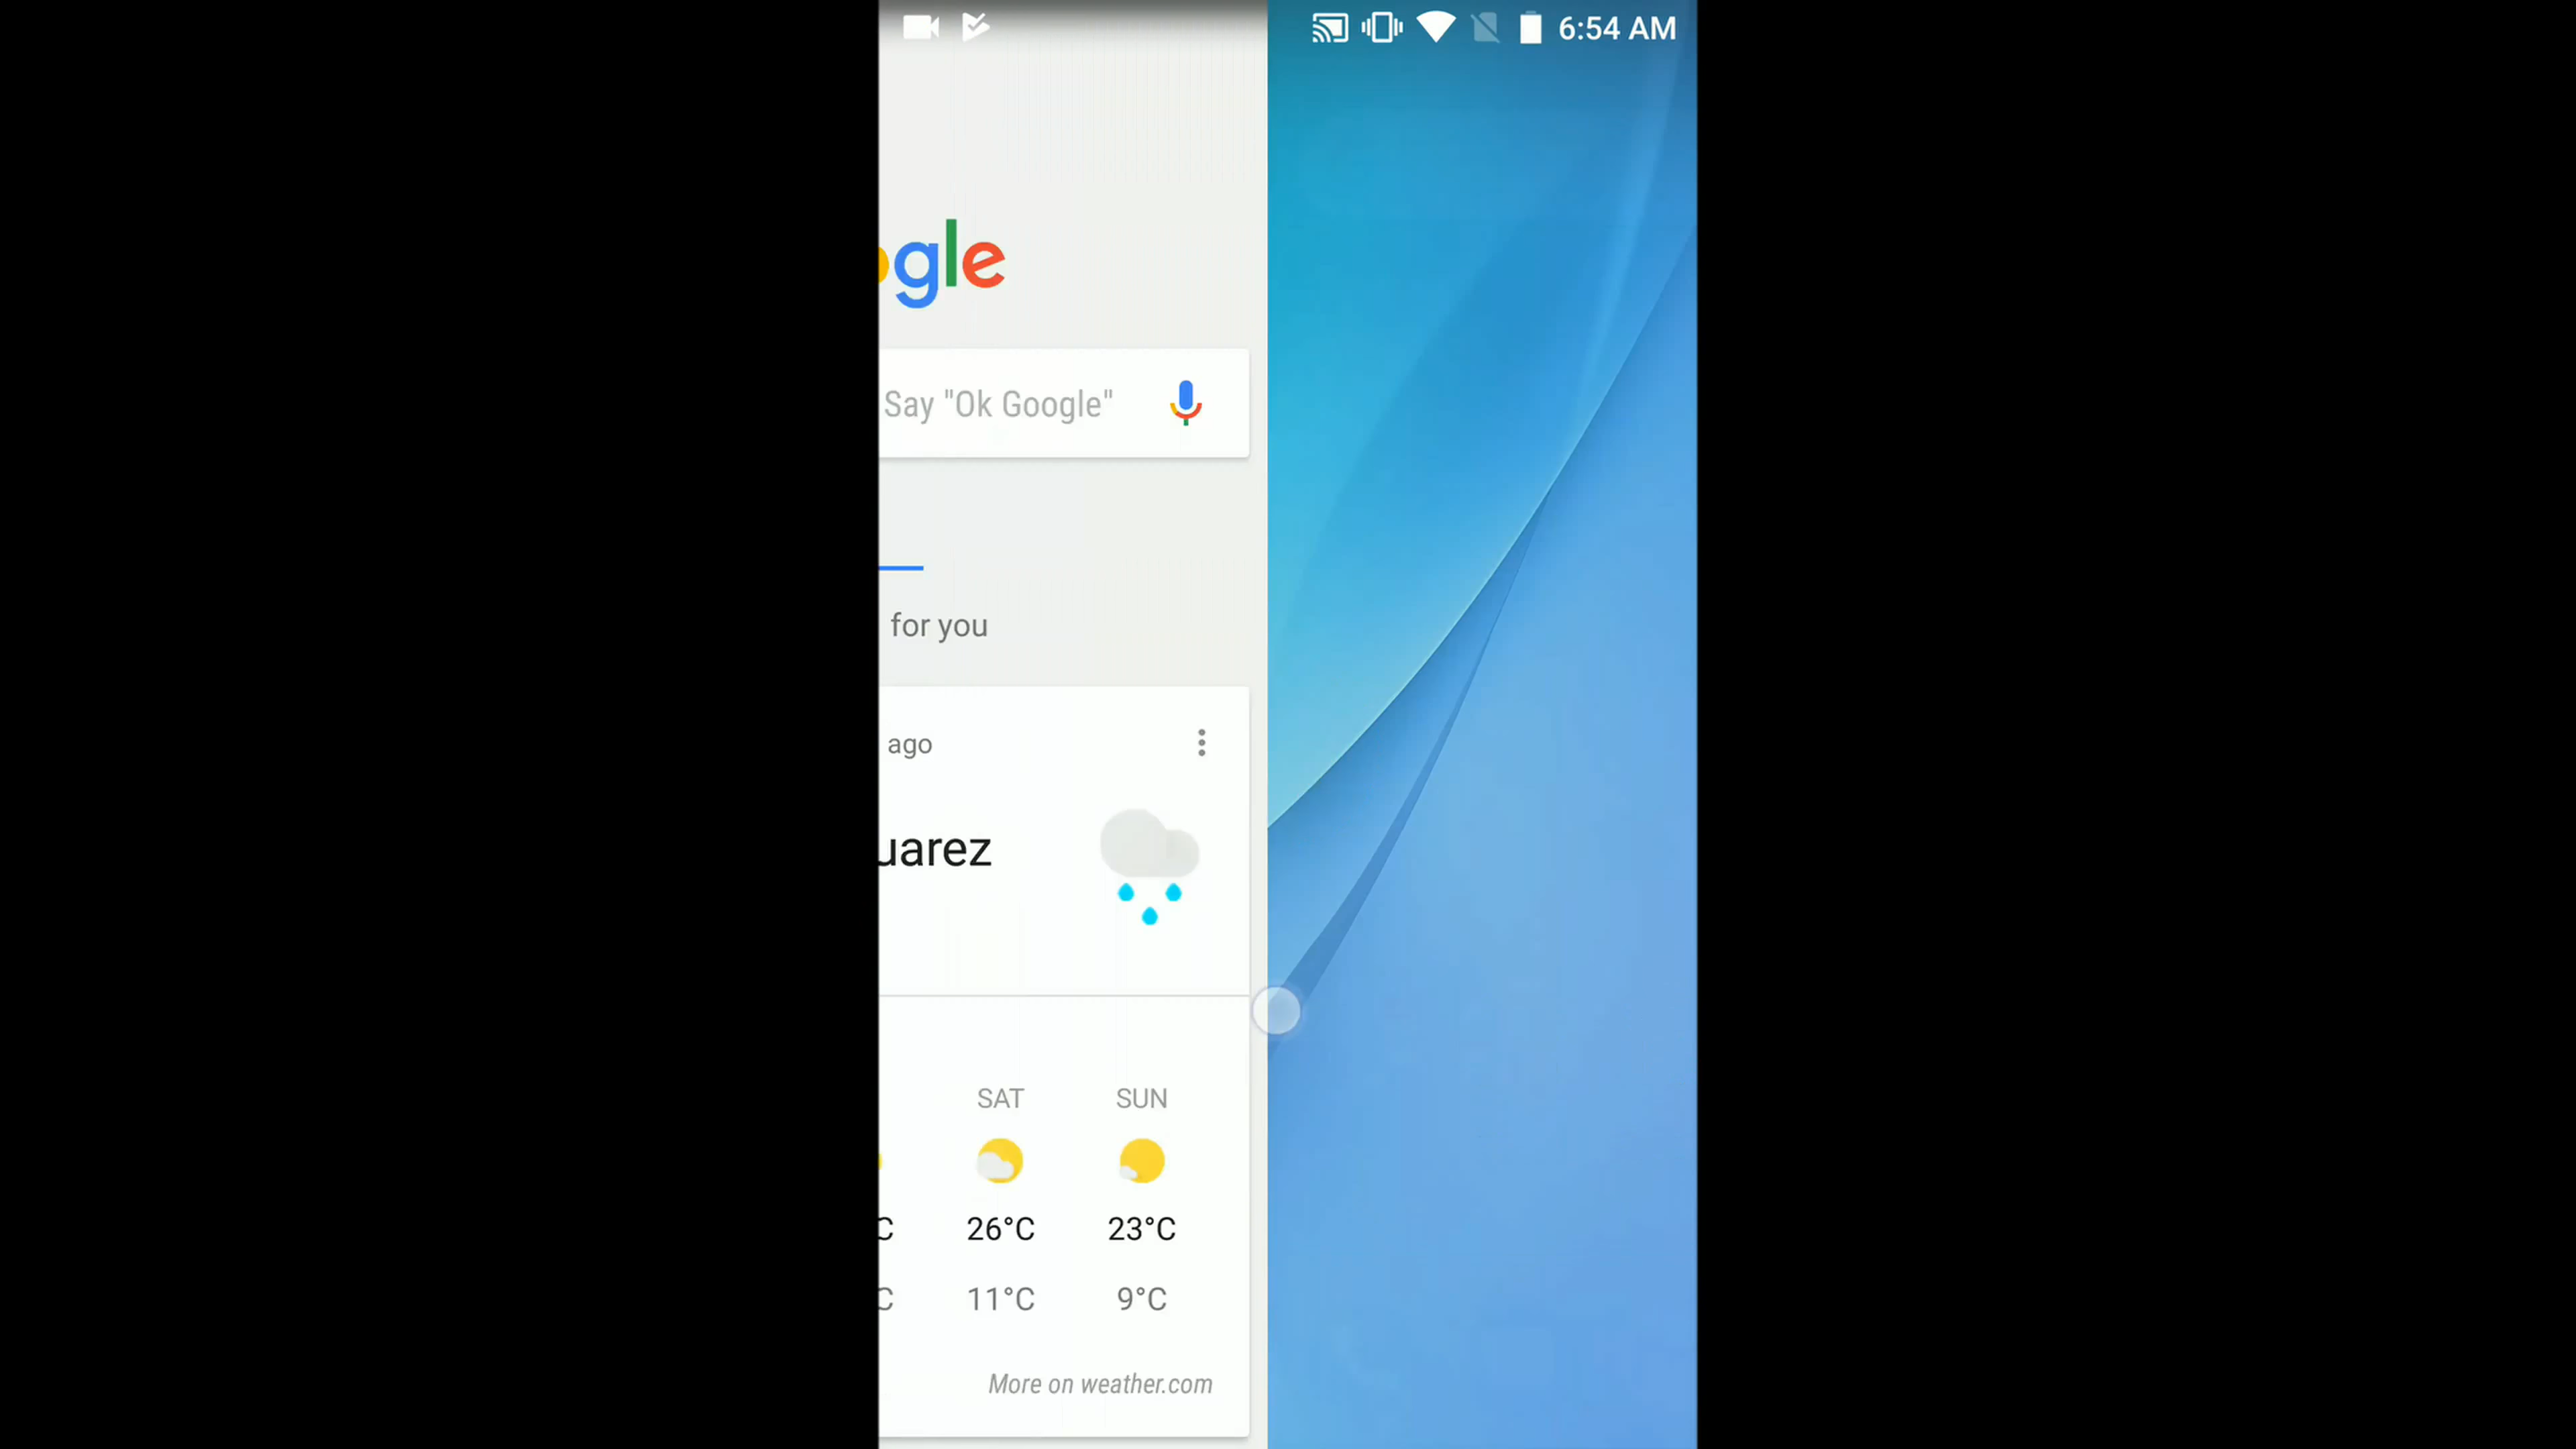 6:54 AM
ogle
Say "Ok Google"
for you
ago
uarez
SAT SUN
C 26°C 23°C
C 11°C 9°C
More on weather.com